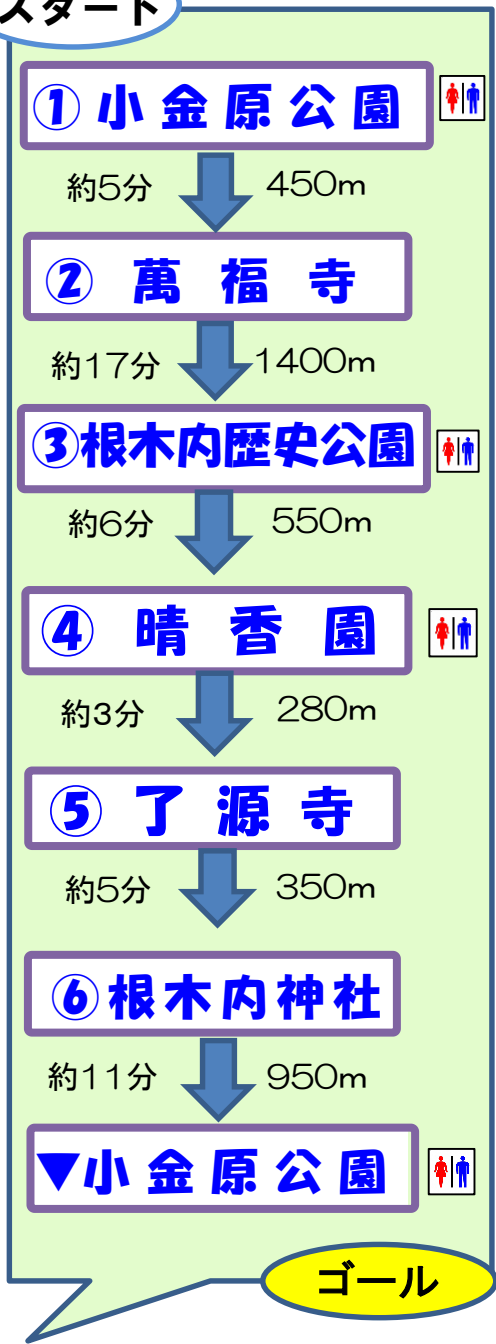 スタート
①小金原公園
約5分 450m
②萬福寺
約17分 1400m
③根木内歴史公園
約6分 550m
④晴香園
約3分 280m
⑤了源寺
約5分 350m
⑥根木内神社
約11分 950m
▼小金原公園
ゴール